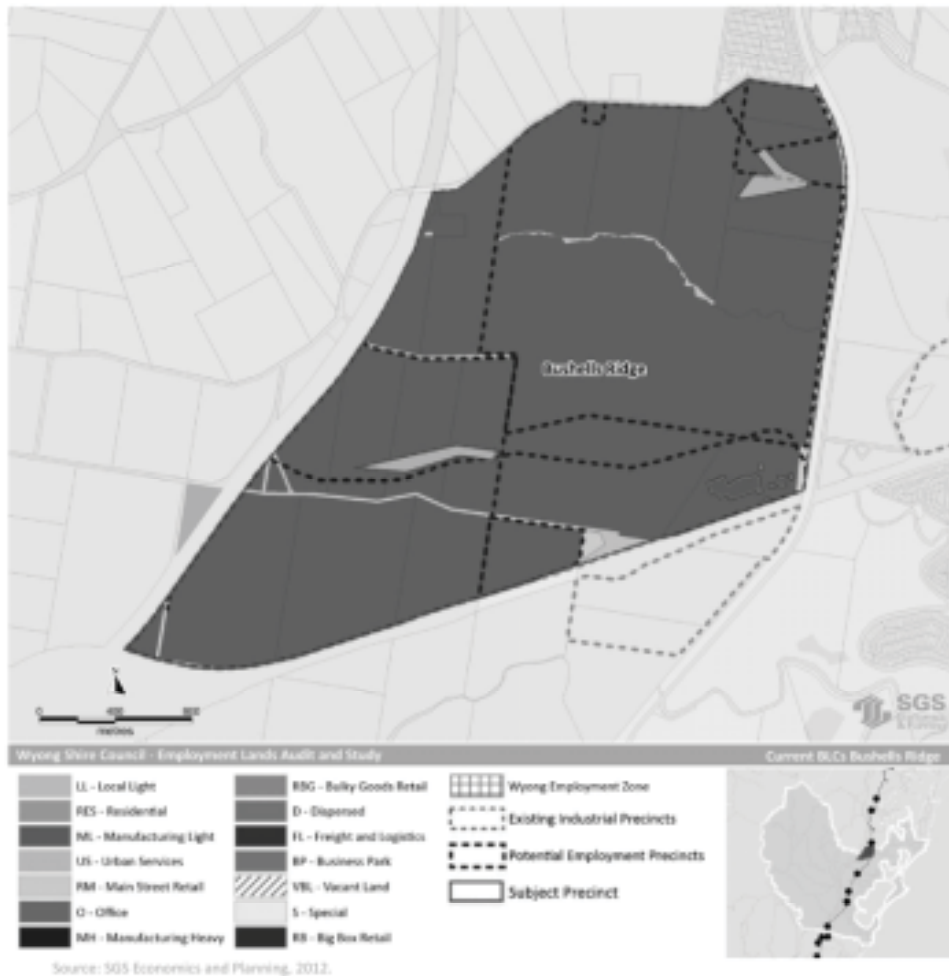 Bushells Ridge
N
0 400 800
metres
SGS
Economics
& Planning
Wyong Shire Council - Employment Lands Audit and Study
Current BLCs Bushells Ridge
LL - Local Light
RES - Residential
ML - Manufacturing Light
US - Urban Services
RM - Main Street Retail
O - Office
MH - Manufacturing Heavy
RBG - Bulky Goods Retail
D - Dispersed
FL - Freight and Logistics
BP - Business Park
VBL - Vacant Land
S - Special
RB - Big Box Retail
Wyong Employment Zone
Existing Industrial Precincts
Potential Employment Precincts
Subject Precinct
Source: SGS Economics and Planning, 2012.